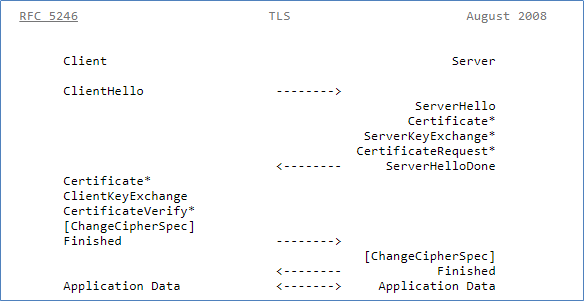 RFC 5246 TLS August 2008
Client Server
ClientHello -------->
ServerHello
Certificate*
ServerKeyExchange*
CertificateRequest*
<-------- ServerHelloDone
Certificate*
ClientKeyExchange
CertificateVerify*
[ChangeCipherSpec]
Finished -------->
[ChangeCipherSpec]
<-------- Finished
Application Data <-------> Application Data